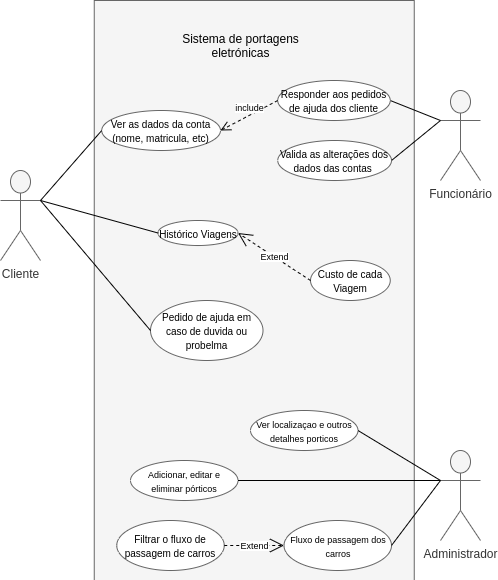 Sistema de portagens
eletrónicas
Responder aos pedidos
de ajuda dos cliente
include
Ver as dados da conta
(nome, matricula, etc)
Valida as alterações dos
dados das contas
Funcionário
Histórico Viagens
Extend
Cliente
Custo de cada
Viagem
Pedido de ajuda em
caso de duvida ou
probelma
Ver localizaçao e outros
detalhes porticos
Adicionar, editar e
eliminar pórticos
Filtrar o fluxo de
passagem de carros
Extend
Fluxo de passagem dos
carros
Administrador